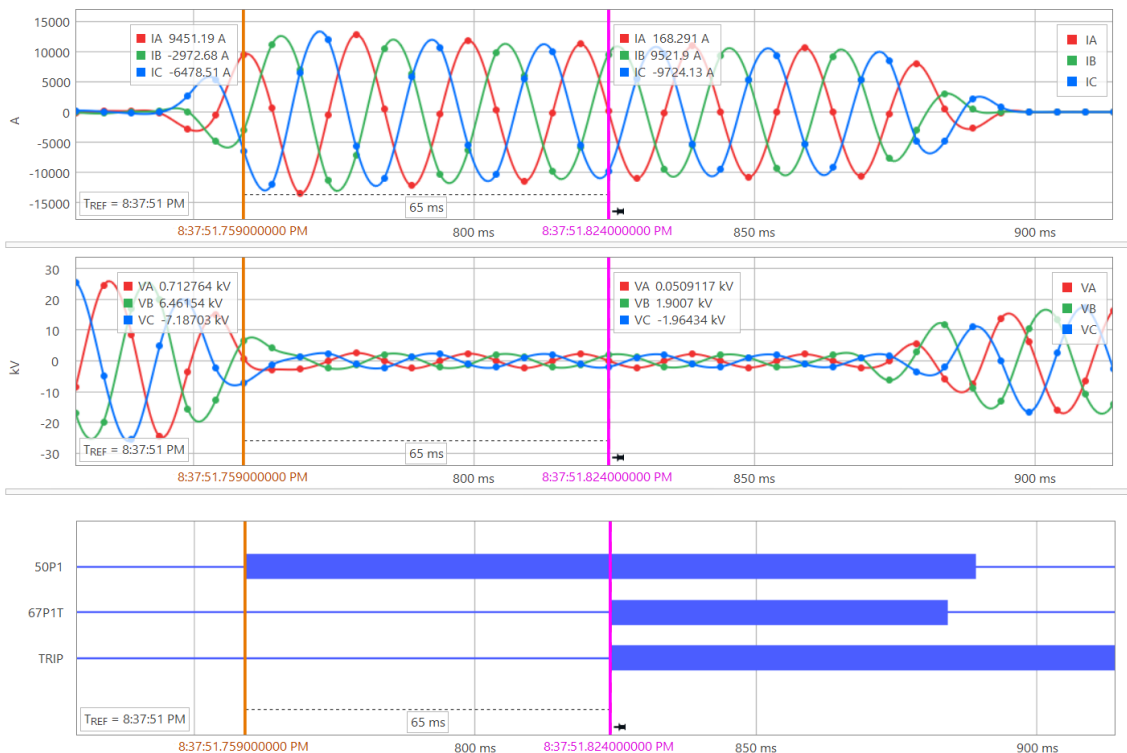 15000
10000
5000
0
-5000
-10000
-15000
A
IA 9451.19 A
IB -2972.68 A
IC -6478.51 A
IA 168.291 A
IB 9521.9 A
IC -9724.13 A
IA
IB
IC
TREF = 8:37:51 PM
65 ms
8:37:51.759000000 PM
800 ms
8:37:51.824000000 PM
850 ms
900 ms
30
20
10
0
-10
-20
-30
kV
VA 0.712764 kV
VB 6.46154 kV
VC -7.18703 kV
VA 0.0509117 kV
VB 1.9007 kV
VC -1.96434 kV
VA
VB
VC
TREF = 8:37:51 PM
65 ms
8:37:51.759000000 PM
800 ms
8:37:51.824000000 PM
850 ms
900 ms
50P1
67P1T
TRIP
TREF = 8:37:51 PM
65 ms
8:37:51.759000000 PM
800 ms
8:37:51.824000000 PM
850 ms
900 ms